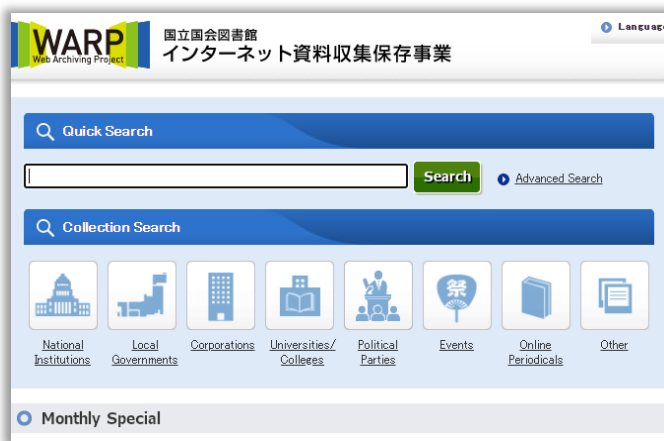 WARP
Web Archiving Project
国立国会図書館
インターネット資料収集保存事業
Language
Quick Search
Search
Advanced Search
Collection Search
祭
National Institutions
Local Governments
Corporations
Universities/ Colleges
Political Parties
Events
Online Periodicals
Other
Monthly Special